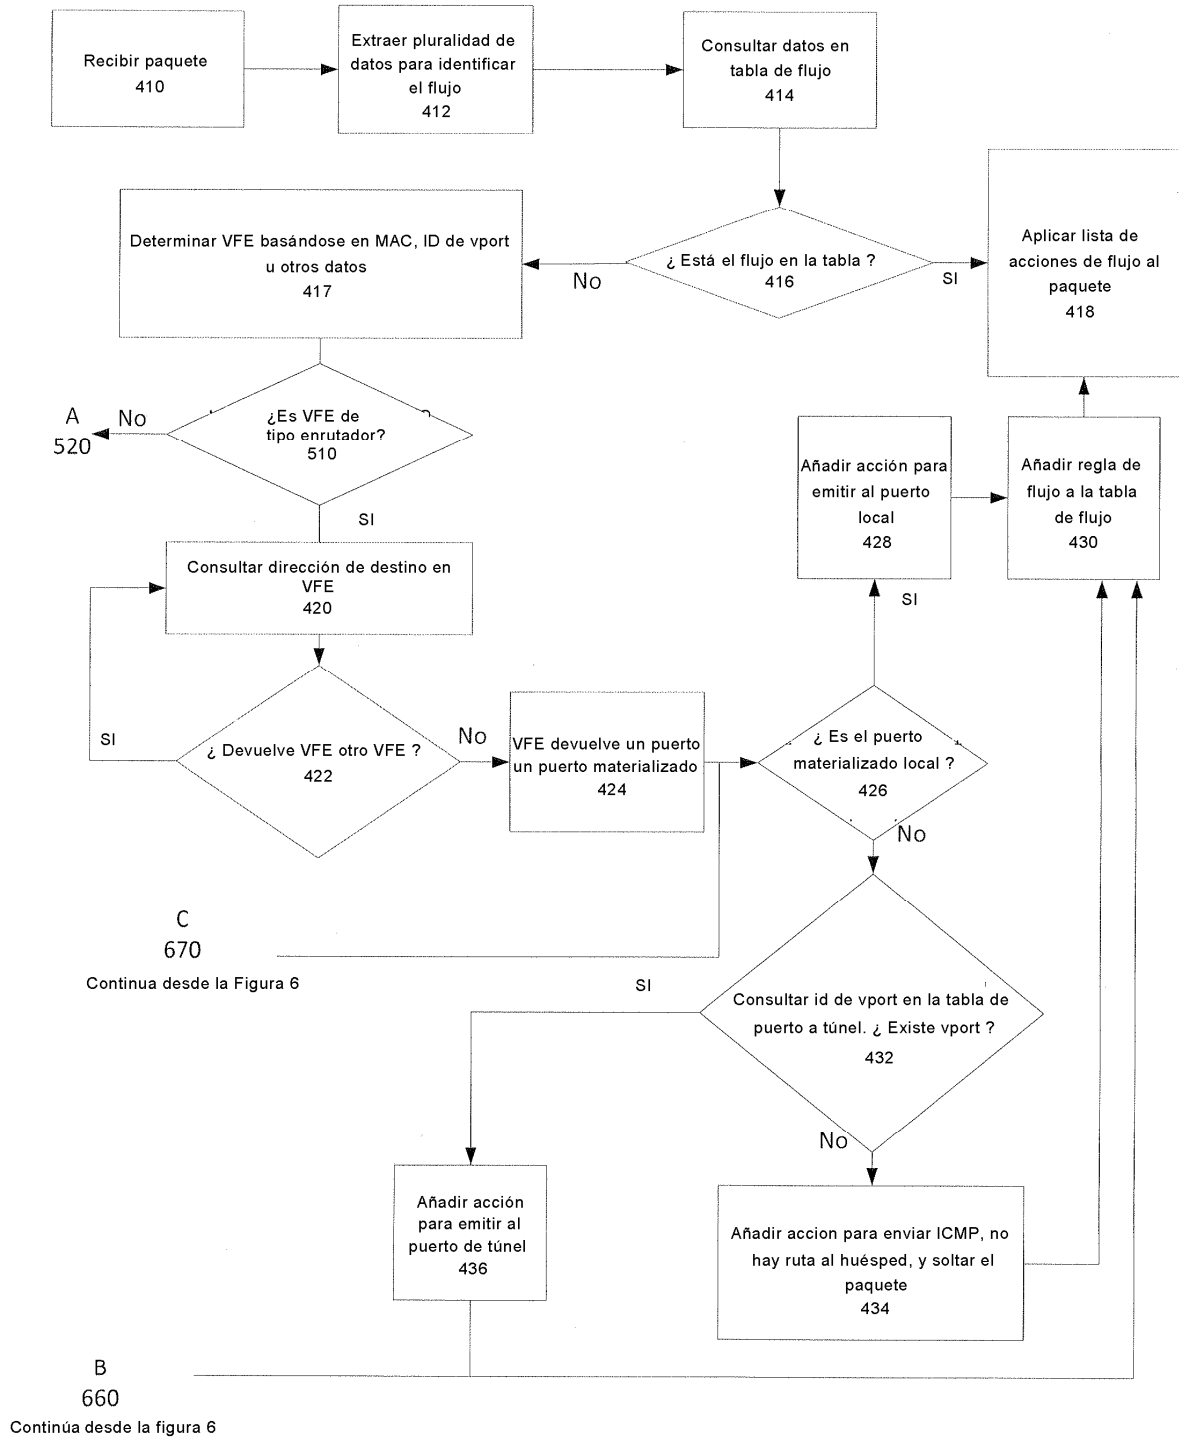 Recibir paquete
410
Extraer pluralidad de
datos para identificar
el flujo
412
Consultar datos en
tabla de flujo
414
Determinar VFE basándose en MAC, ID de vport
u otros datos
417
No
¿ Está el flujo en la tabla ?
416
SI
Aplicar lista de
acciones de flujo al
paquete
418
A
520
No
¿Es VFE de
tipo enrutador?
510
SI
Añadir acción para
emitir al puerto
local
428
Añadir regla de
flujo a la tabla
de flujo
430
Consultar dirección de destino en
VFE
420
SI
SI
¿ Devuelve VFE otro VFE ?
422
No
VFE devuelve un puerto
un puerto materializado
424
¿ Es el puerto
materializado local ?
426
No
C
670
Continua desde la Figura 6
SI
Consultar id de vport en la tabla de
puerto a túnel. ¿ Existe vport ?
432
No
Añadir acción
para emitir al
puerto de túnel
436
Añadir accion para enviar ICMP, no
hay ruta al huésped, y soltar el
paquete
434
B
660
Continúa desde la figura 6